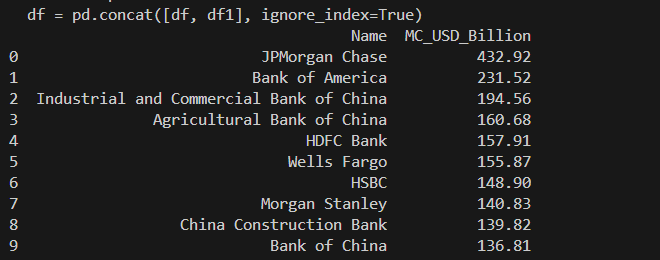 df = pd.concat([df, df1], ignore_index=True)
Name MC_USD_Billion
0 JPMorgan Chase 432.92
1 Bank of America 231.52
2 Industrial and Commercial Bank of China 194.56
3 Agricultural Bank of China 160.68
4 HDFC Bank 157.91
5 Wells Fargo 155.87
6 HSBC 148.90
7 Morgan Stanley 140.83
8 China Construction Bank 139.82
9 Bank of China 136.81